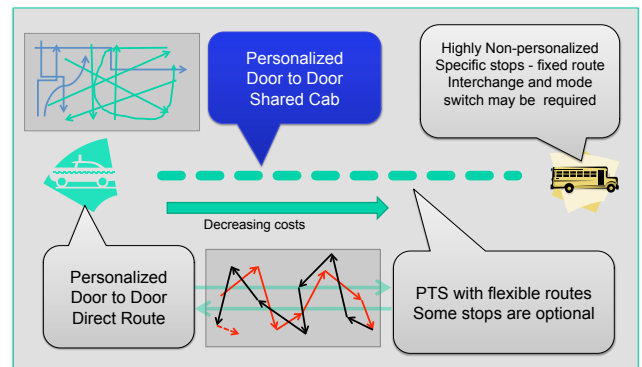 Personalized
Door to Door
Shared Cab
Highly Non-personalized
Specific stops - fixed route
Interchange and mode
switch may be required
Decreasing costs
Personalized
Door to Door
Direct Route
PTS with flexible routes
Some stops are optional